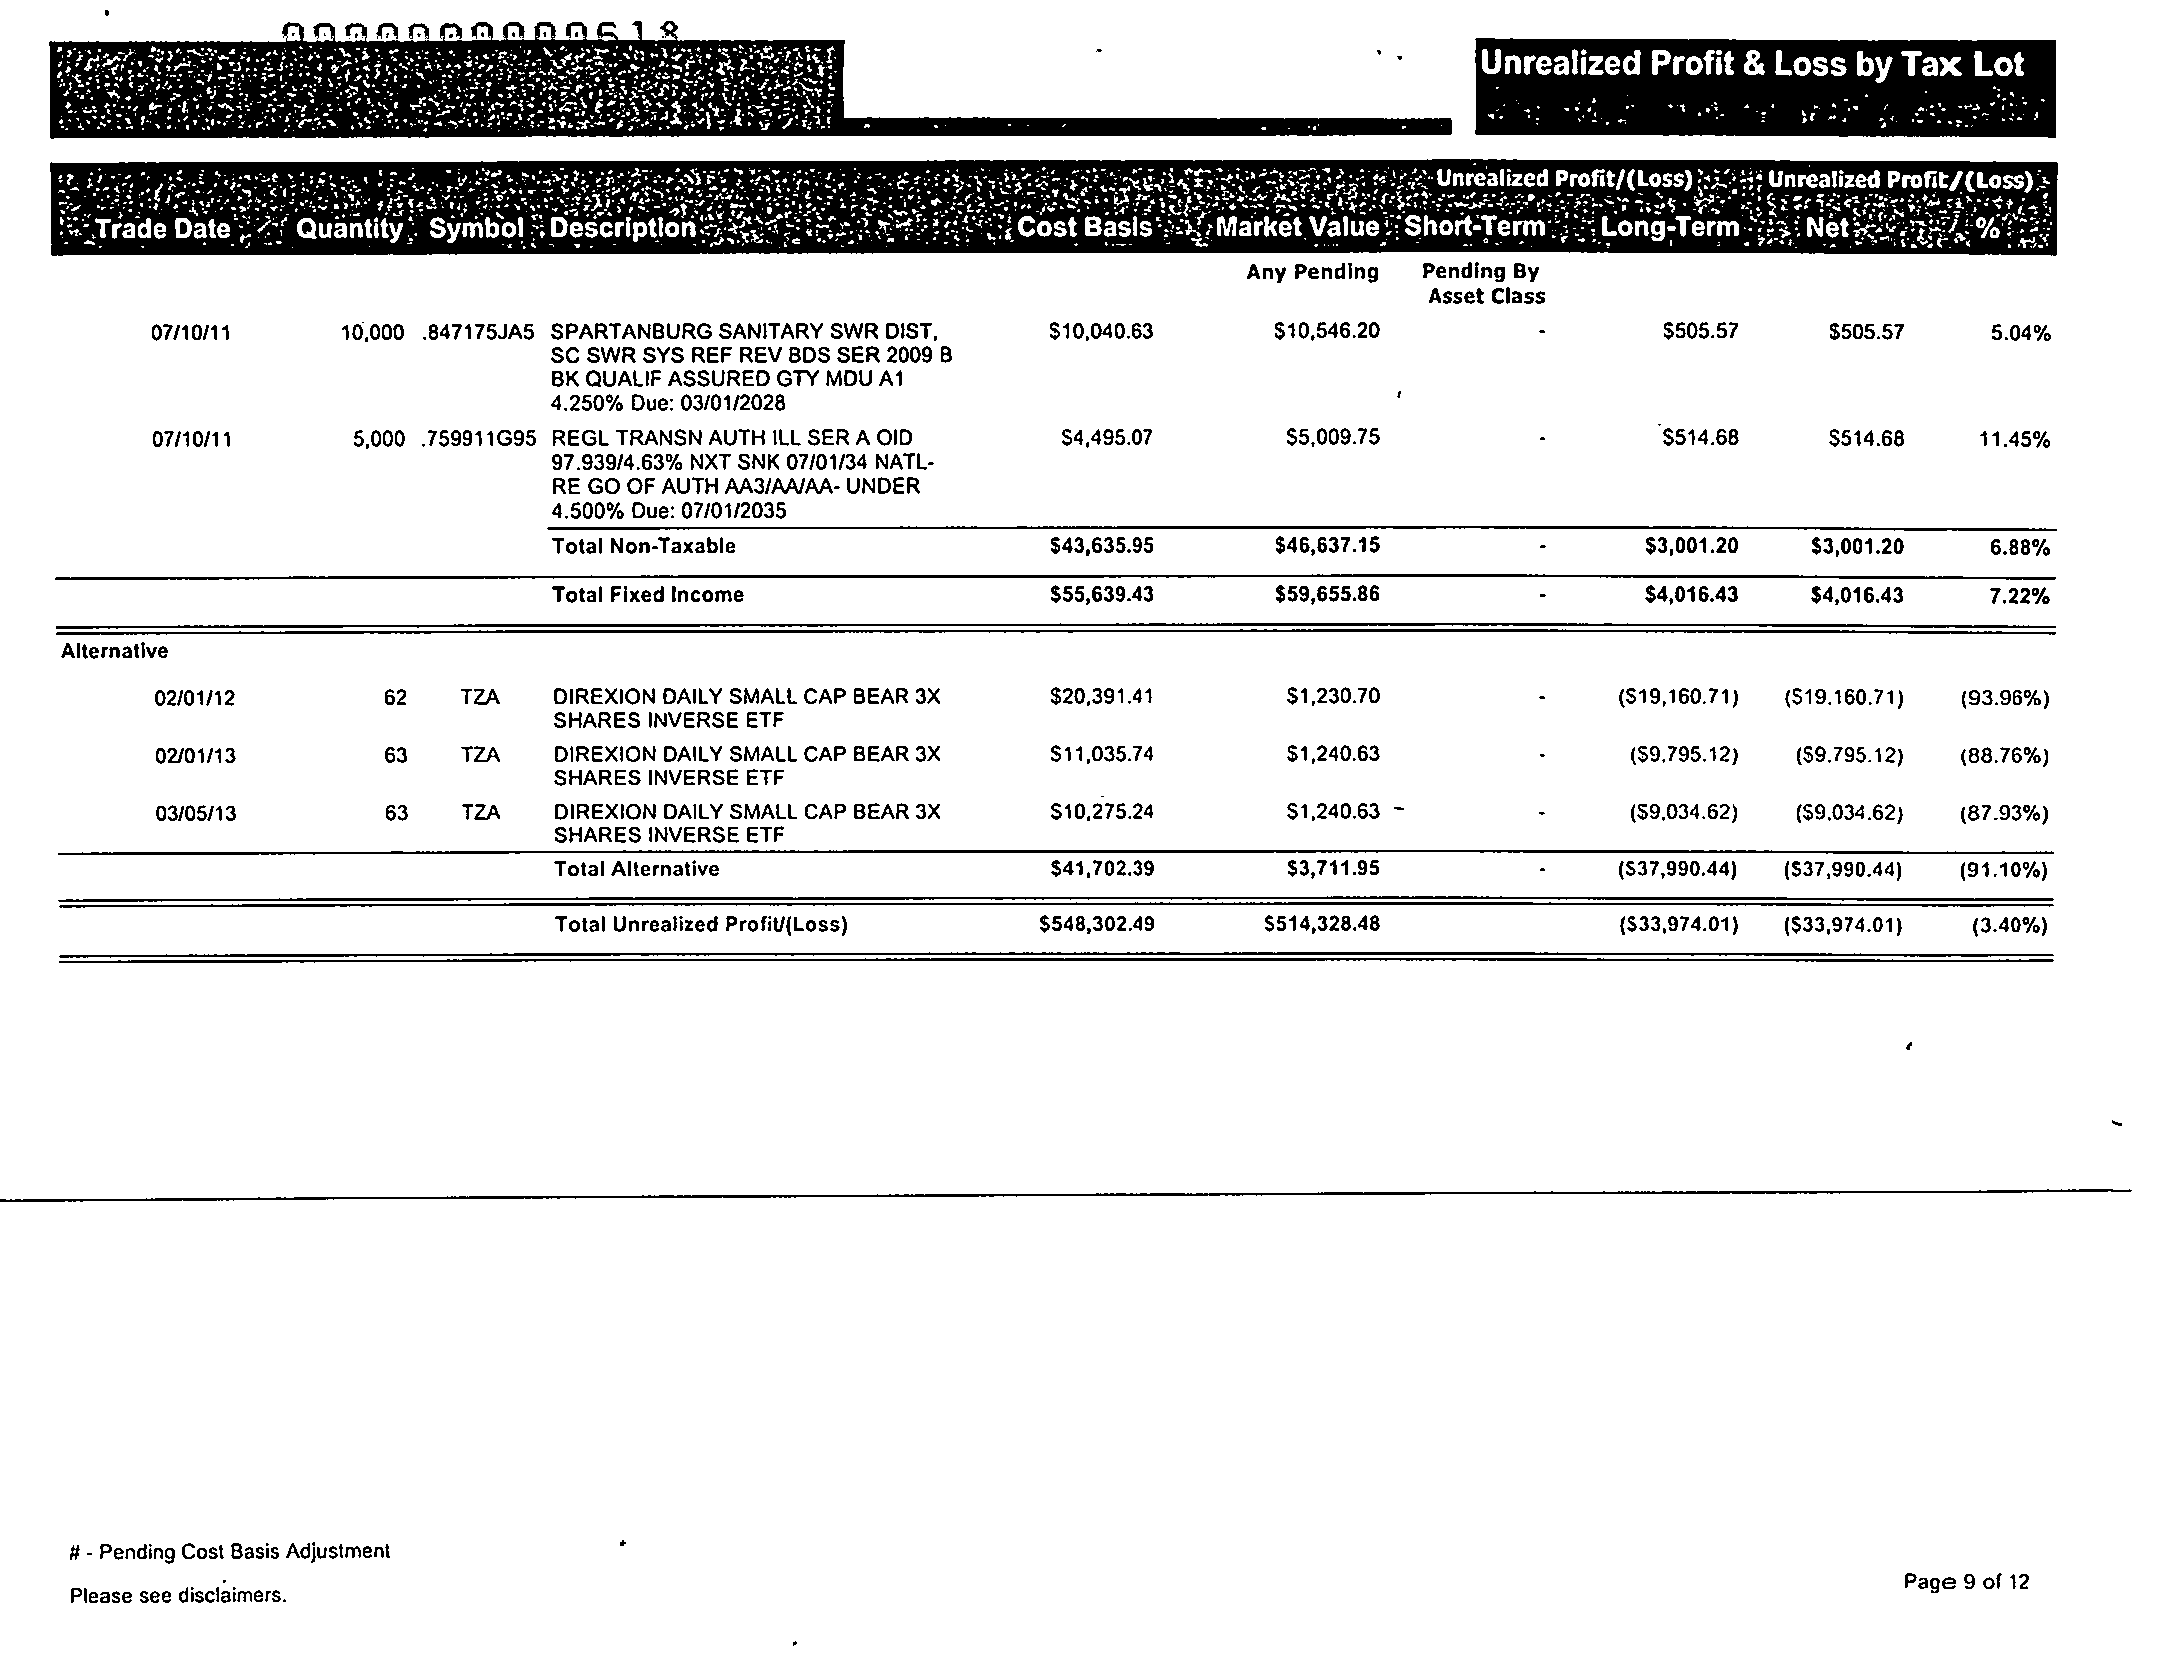 0000000000618
Unrealized Profit & Loss by Tax Lot
Unrealized Profit/(Loss) Unrealized Profit/(Loss)
Trade Date Quantity Symbol Description Cost Basis Market Value Short-Term Long-Term Net %
Any Pending Pending By
Asset Class
07/10/11 10,000 .847175JA5 SPARTANBURG SANITARY SWR DIST, $10,040.63 $10,546.20 - $505.57 $505.57 5.04%
SC SWR SYS REF REV BDS SER 2009 B
BK QUALIF ASSURED GTY MDU A1
4.250% Due: 03/01/2028
07/10/11 5,000 .759911G95 REGL TRANSN AUTH ILL SER A OID $4,495.07 $5,009.75 - $514.68 $514.68 11.45%
97.939/4.63% NXT SNK 07/01/34 NATL-
RE GO OF AUTH AA3/AA/AA- UNDER
4.500% Due: 07/01/2035
Total Non-Taxable $43,635.95 $46,637.15 - $3,001.20 $3,001.20 6.88%
Total Fixed Income $55,639.43 $59,655.86 - $4,016.43 $4,016.43 7.22%
Alternative
02/01/12 62 TZA DIREXION DAILY SMALL CAP BEAR 3X $20,391.41 $1,230.70 - ($19,160.71) ($19,160.71) (93.96%)
SHARES INVERSE ETF
02/01/13 63 TZA DIREXION DAILY SMALL CAP BEAR 3X $11,035.74 $1,240.63 - ($9,795.12) ($9,795.12) (88.76%)
SHARES INVERSE ETF
03/05/13 63 TZA DIREXION DAILY SMALL CAP BEAR 3X $10,275.24 $1,240.63 - ($9,034.62) ($9,034.62) (87.93%)
SHARES INVERSE ETF
Total Alternative $41,702.39 $3,711.95 - ($37,990.44) ($37,990.44) (91.10%)
Total Unrealized Profit/(Loss) $548,302.49 $514,328.48 ($33,974.01) ($33,974.01) (3.40%)
# - Pending Cost Basis Adjustment
Please see disclaimers.
Page 9 of 12